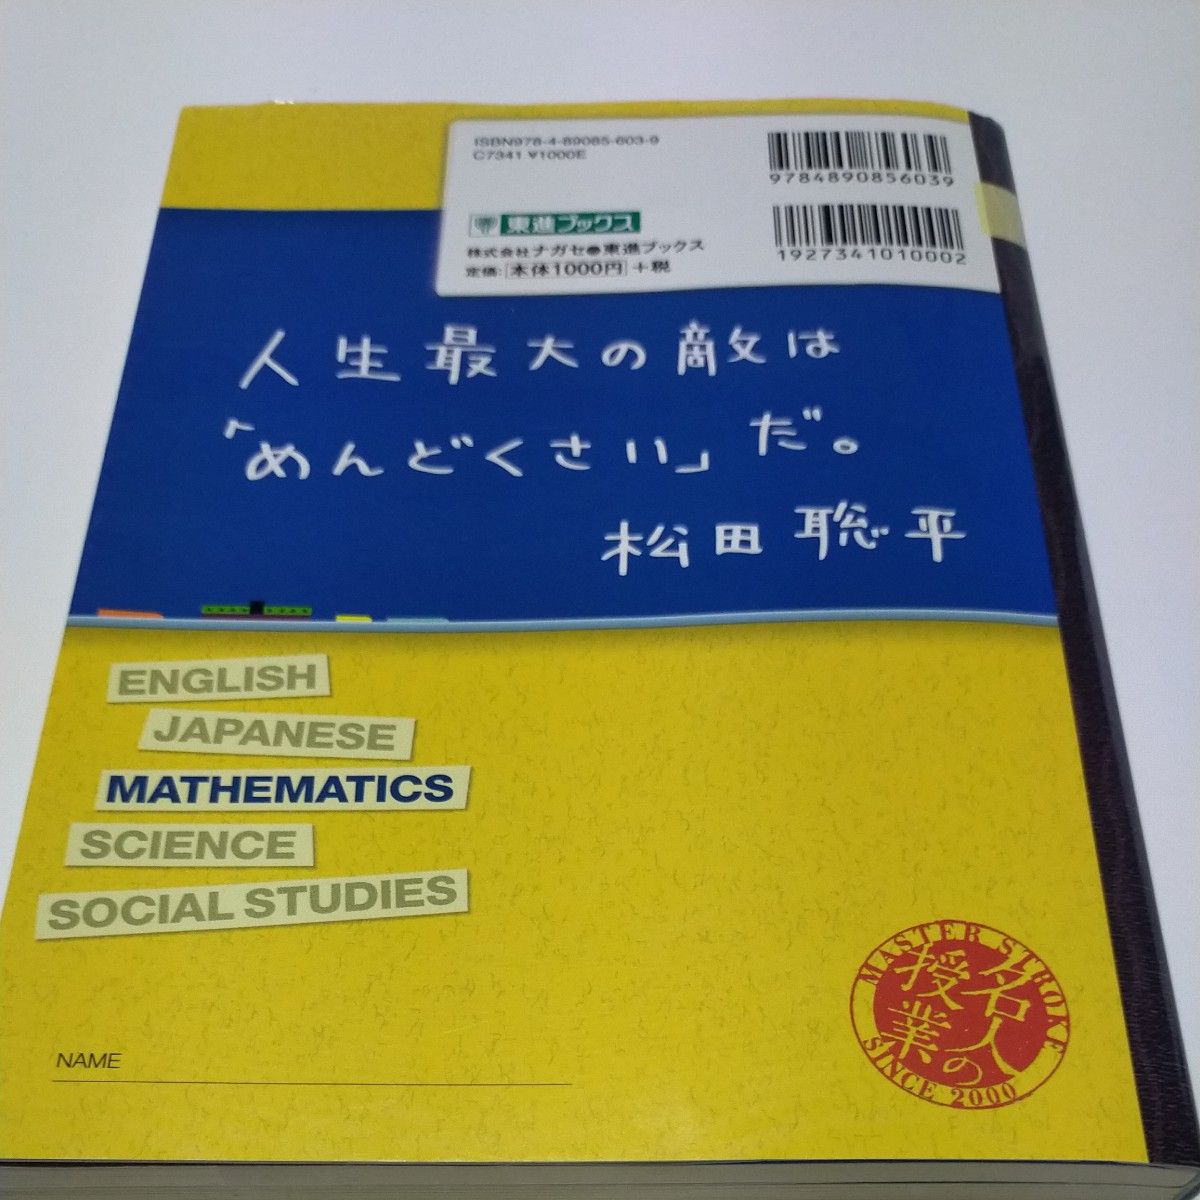 ISBN978-4-89085-603-9
C7341 ¥1000E
9784890856039
東進ブックス
株式会社ナガセ●東進ブックス
定価:本体1000円+税
1927341010002
人生最大の敵は
「めんどくさい」だ。
松田聡平
ENGLISH
JAPANESE
MATHEMATICS
SCIENCE
SOCIAL STUDIES
NAME
MASTER STROKE
名人の
授業
SINCE 2000